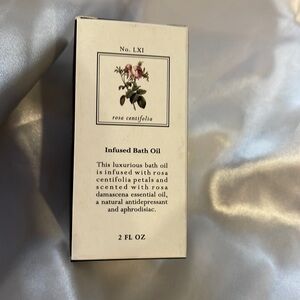 No. LXI
rosa centifolia
Infused Bath Oil
This luxurious bath oil
is infused with rosa
centifolia petals and
scented with rosa
damascena essential oil,
a natural antidepressant
and aphrodisiac.
2 FL OZ